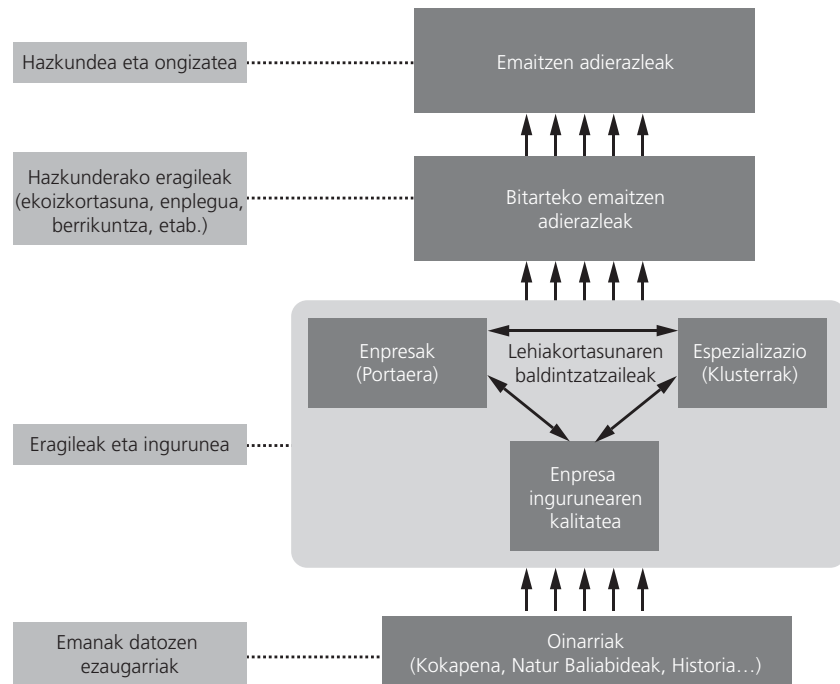 Hazkundea eta ongizatea
Emaitzen adierazleak
Hazkunderako eragileak
(ekoizkortasuna, enplegua,
berrikuntza, etab.)
Bitarteko emaitzen
adierazleak
Enpresak
(Portaera)
Lehiakortasunaren
baldintzatzaileak
Espezializazio
(Klusterrak)
Eragileak eta ingurunea
Enpresa
ingurunearen
kalitatea
Emanak datozen
ezaugarriak
Oinarriak
(Kokapena, Natur Baliabideak, Historia…)